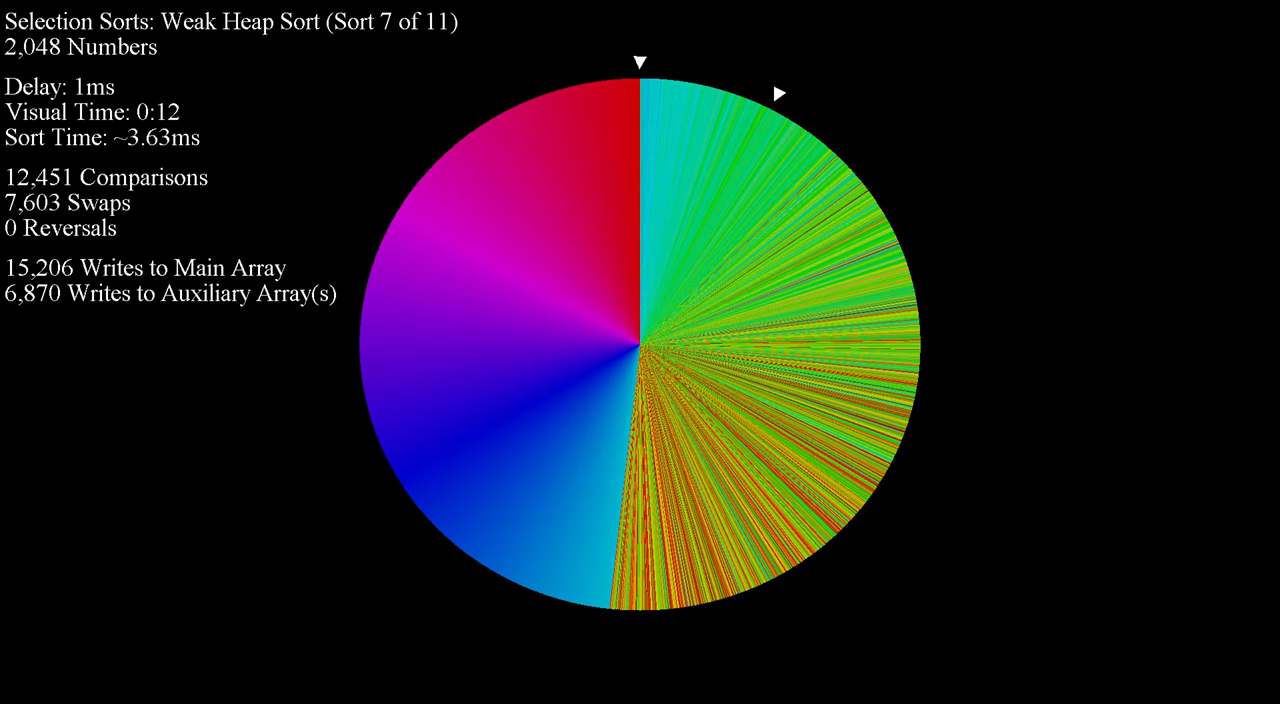 Selection Sorts: Weak Heap Sort (Sort 7 of 11)
2,048 Numbers
Delay: 1ms
Visual Time: 0:12
Sort Time: ~3.63ms
12,451 Comparisons
7,603 Swaps
0 Reversals
15,206 Writes to Main Array
6,870 Writes to Auxiliary Array(s)